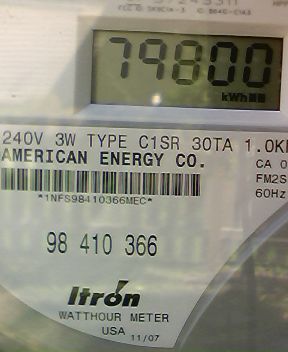 79800
kWh
240V 3W TYPE C1SR 30TA 1.0K
AMERICAN ENERGY CO.
CA 0
FM2S
60Hz
*1NFS98410366MEC*
98 410 366
Itron
WATTHOUR METER
USA 11/07